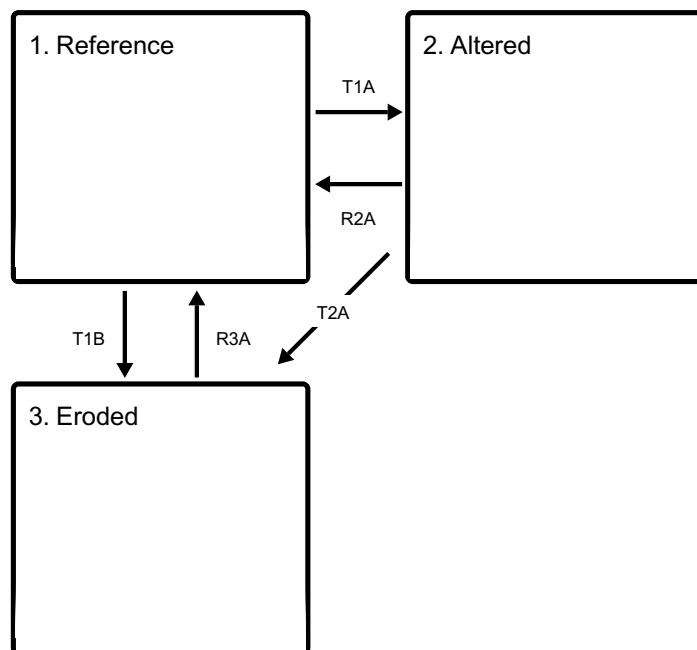 1. Reference
2. Altered
T1A
R2A
T2A
T1B
R3A
3. Eroded